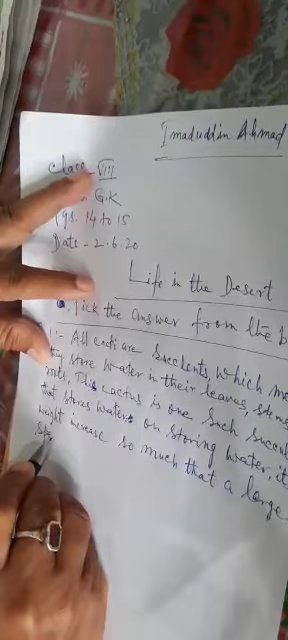 Imaduddin Ahmad
Class VIII
G.K
Pgs. 14 to 15
Date - 2.6.20
Life in the Desert
Tick the answer from the b
1:- All cacti are succulents which me
they store water in their leaves, stems
roots, This cactus is one such succul
that stores water on storing water, it
weight increase so much that a large